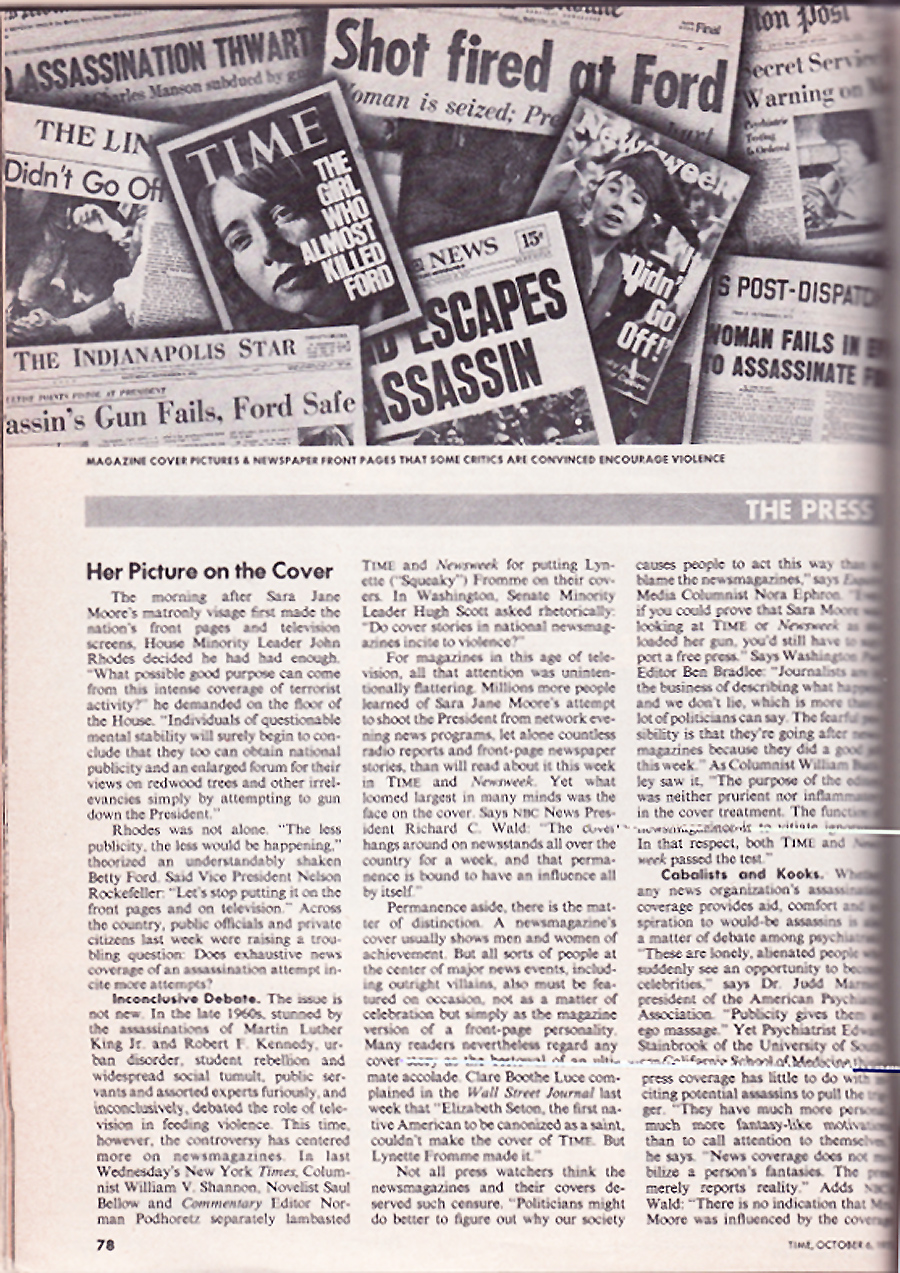 ASSASSINATION THWART
Charles Manson subdued by
Shot fired at Ford
Woman is seized;
Final
ton Post
Secret Servi
Warning on
Psychiatric
Testing
Is Ordered
THE LIN
Didn't Go Off
TIME
THE
GIRL
WHO
ALMOST
KILLED
FORD
NEWS
15¢
ESCAPES
ASSASSIN
Newsweek
Didn't
Go
Off!'
S POST-DISPATC
WOMAN FAILS IN
TO ASSASSINATE
THE INDIANAPOLIS STAR
assin's Gun Fails, Ford Safe
MAGAZINE COVER PICTURES & NEWSPAPER FRONT PAGES THAT SOME CRITICS ARE CONVINCED ENCOURAGE VIOLENCE
THE PRESS
Her Picture on the Cover
The morning after Sara Jane
Moore's matronly visage first made the
nation's front pages and television
screens, House Minority Leader John
Rhodes decided he had had enough.
"What possible good purpose can come
from this intense coverage of terrorist
activity?" he demanded on the floor of
the House. "Individuals of questionable
mental stability will surely begin to con-
clude that they too can obtain national
publicity and an enlarged forum for their
views on redwood trees and other irrel-
evancies simply by attempting to gun
down the President."
Rhodes was not alone. "The less
publicity, the less would be happening,"
theorized an understandably shaken
Betty Ford. Said Vice President Nelson
Rockefeller: "Let's stop putting it on the
front pages and on television." Across
the country, public officials and private
citizens last week were raising a trou-
bling question: Does exhaustive news
coverage of an assassination attempt in-
cite more attempts?
Inconclusive Debate. The issue is
not new. In the late 1960s, stunned by
the assassinations of Martin Luther
King Jr. and Robert F. Kennedy, ur-
ban disorder, student rebellion and
widespread social tumult, public ser-
vants and assorted experts furiously, and
inconclusively, debated the role of tele-
vision in feeding violence. This time,
however, the controversy has centered
more on newsmagazines. In last
Wednesday's New York Times, Colum-
nist William V. Shannon, Novelist Saul
Bellow and Commentary Editor Nor-
man Podhoretz separately lambasted
TIME and Newsweek for putting Lyn-
ette ("Squeaky") Fromme on their cov-
ers. In Washington, Senate Minority
Leader Hugh Scott asked rhetorically:
"Do cover stories in national newsmag-
azines incite to violence?"
For magazines in this age of tele-
vision, all that attention was uninten-
tionally flattering. Millions more people
learned of Sara Jane Moore's attempt
to shoot the President from network eve-
ning news programs, let alone countless
radio reports and front-page newspaper
stories, than will read about it this week
in TIME and Newsweek. Yet what
loomed largest in many minds was the
face on the cover. Says NBC News Pres-
ident Richard C. Wald: "The cover
hangs around on newsstands all over the
country for a week, and that perma-
nence is bound to have an influence all
by itself."
Permanence aside, there is the mat-
ter of distinction. A newsmagazine's
cover usually shows men and women of
achievement. But all sorts of people at
the center of major news events, includ-
ing outright villains, also must be fea-
tured on occasion, not as a matter of
celebration but simply as the magazine
version of a front-page personality.
Many readers nevertheless regard any
cover story as the bestowal of an ulti-
mate accolade. Clare Boothe Luce com-
plained in the Wall Street Journal last
week that "Elizabeth Seton, the first na-
tive American to be canonized as a saint,
couldn't make the cover of TIME. But
Lynette Fromme made it."
Not all press watchers think the
newsmagazines and their covers de-
served such censure. "Politicians might
do better to figure out why our society
causes people to act this way than
blame the newsmagazines," says
Media Columnist Nora Ephron.
if you could prove that Sara Moore
looking at TIME or Newsweek as
loaded her gun, you'd still have to
port a free press." Says Washington
Editor Ben Bradlee: "Journalists
the business of describing what
and we don't lie, which is more
lot of politicians can say. The fearful
sibility is that they're going after
magazines because they did a good
this week." As Columnist William
ley saw it, "The purpose of the
was neither prurient nor
in the cover treatment. The
In that respect, both TIME and
week passed the test."
Cabalists and Kooks.
any news organization's
coverage provides aid, comfort and
spiration to would-be assassins is
a matter of debate among
"These are lonely, alienated people
suddenly see an opportunity to
celebrities," says Dr. Judd
president of the American
Association. "Publicity gives them
ego massage." Yet Psychiatrist
Stainbrook of the University of
California School of Medicine
press coverage has little to do with
citing potential assassins to pull the
ger. "They have much more
much more fantasy-like
than to call attention to themselves,"
he says. "News coverage does not
bilize a person's fantasies. The
merely reports reality." Adds
Wald: "There is no indication that
Moore was influenced by the
78
TIME, OCTOBER 6,